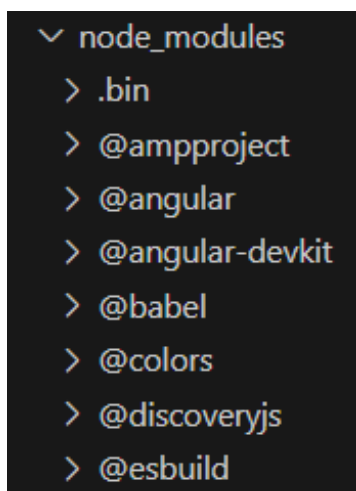 node_modules
.bin
@ampproject
@angular
@angular-devkit
@babel
@colors
@discoveryjs
@esbuild